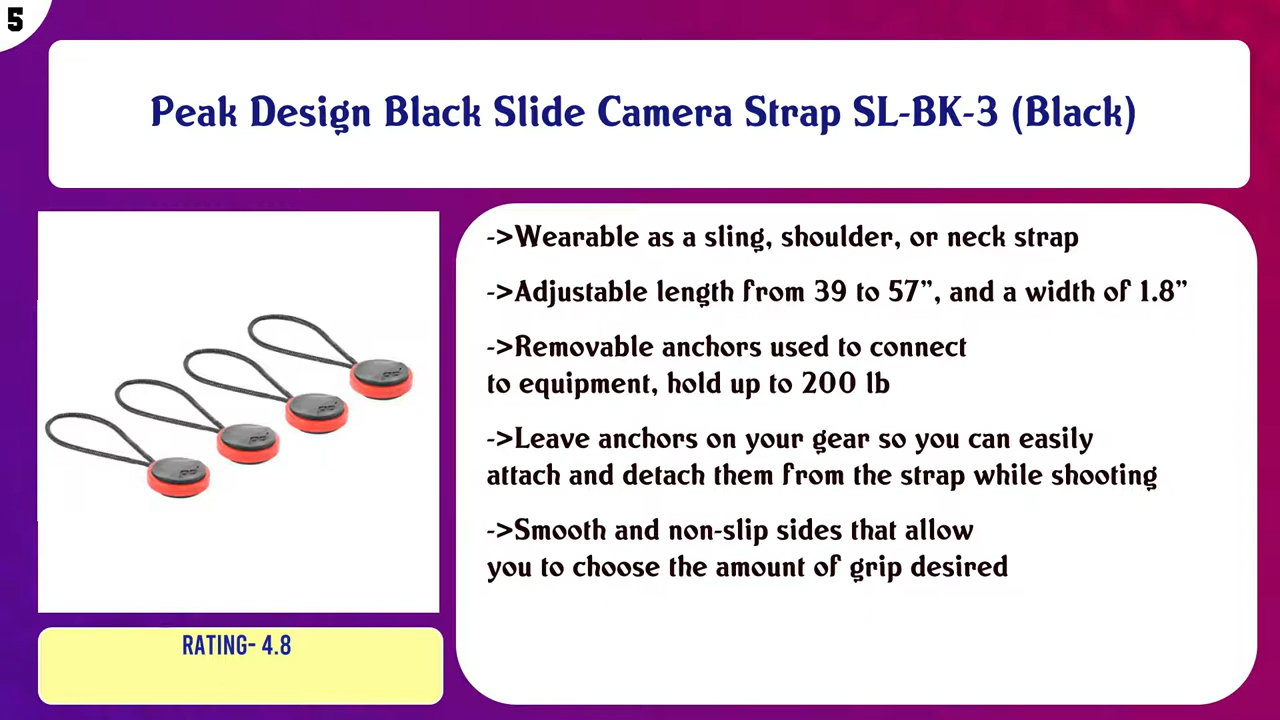 5
Peak Design Black Slide Camera Strap SL-BK-3 (Black)
->Wearable as a sling, shoulder, or neck strap
->Adjustable length from 39 to 57”, and a width of 1.8”
->Removable anchors used to connect
to equipment, hold up to 200 lb
->Leave anchors on your gear so you can easily
attach and detach them from the strap while shooting
->Smooth and non-slip sides that allow
you to choose the amount of grip desired
RATING- 4.8